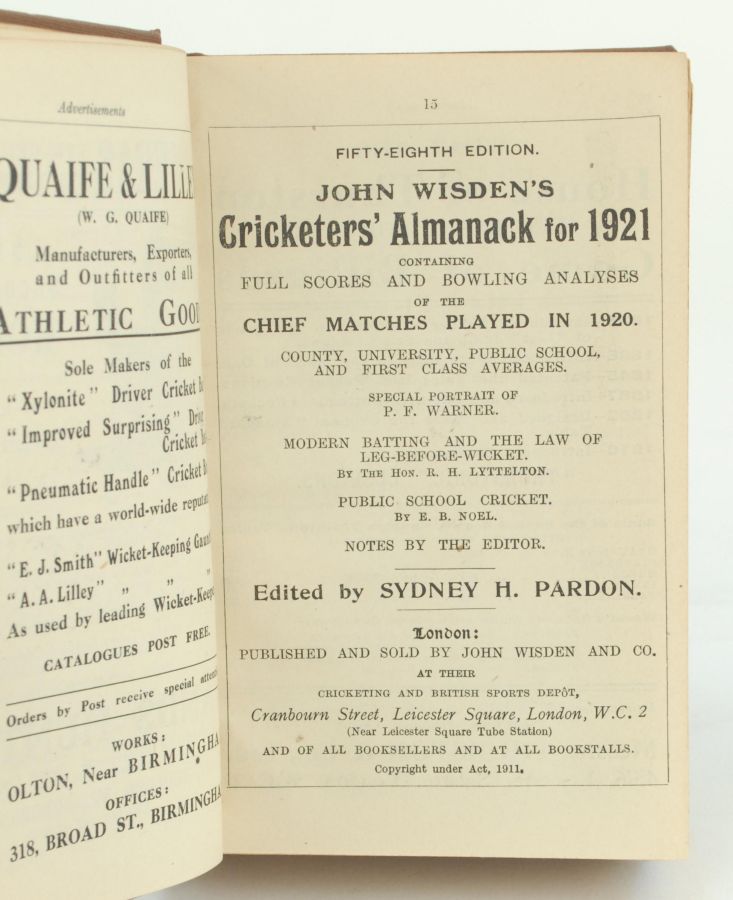 Advertisements
QUAIFE & LILLE
(W. G. QUAIFE)
Manufacturers, Exporters,
and Outfitters of all
ATHLETIC GOOD
Sole Makers of the
"Xylonite" Driver Cricket
"Improved Surprising"
Cricket
"Pneumatic Handle" Cricket
which have a world-wide
"E. J. Smith" Wicket-Keeping
"A. A. Lilley" " "  "
As used by leading
CATALOGUES POST FREE.
Orders by Post receive special
WORKS:
OLTON, Near BIRMINGHA
OFFICES:
318, BROAD ST., BIRMINGHA
15
FIFTY-EIGHTH EDITION.
JOHN WISDEN'S
Cricketers' Almanack for 1921
CONTAINING
FULL SCORES AND BOWLING ANALYSES
OF THE
CHIEF MATCHES PLAYED IN 1920.
COUNTY, UNIVERSITY, PUBLIC SCHOOL,
AND FIRST CLASS AVERAGES.
SPECIAL PORTRAIT OF
P. F. WARNER.
MODERN BATTING AND THE LAW OF
LEG-BEFORE-WICKET.
BY THE HON. R. H. LYTTELTON.
PUBLIC SCHOOL CRICKET.
BY E. B. NOEL.
NOTES BY THE EDITOR.
Edited by SYDNEY H. PARDON.
London:
PUBLISHED AND SOLD BY JOHN WISDEN AND CO.
AT THEIR
CRICKETING AND BRITISH SPORTS DEPÔT,
Cranbourn Street, Leicester Square, London, W.C. 2
(Near Leicester Square Tube Station)
AND OF ALL BOOKSELLERS AND AT ALL BOOKSTALLS.
Copyright under Act, 1911.